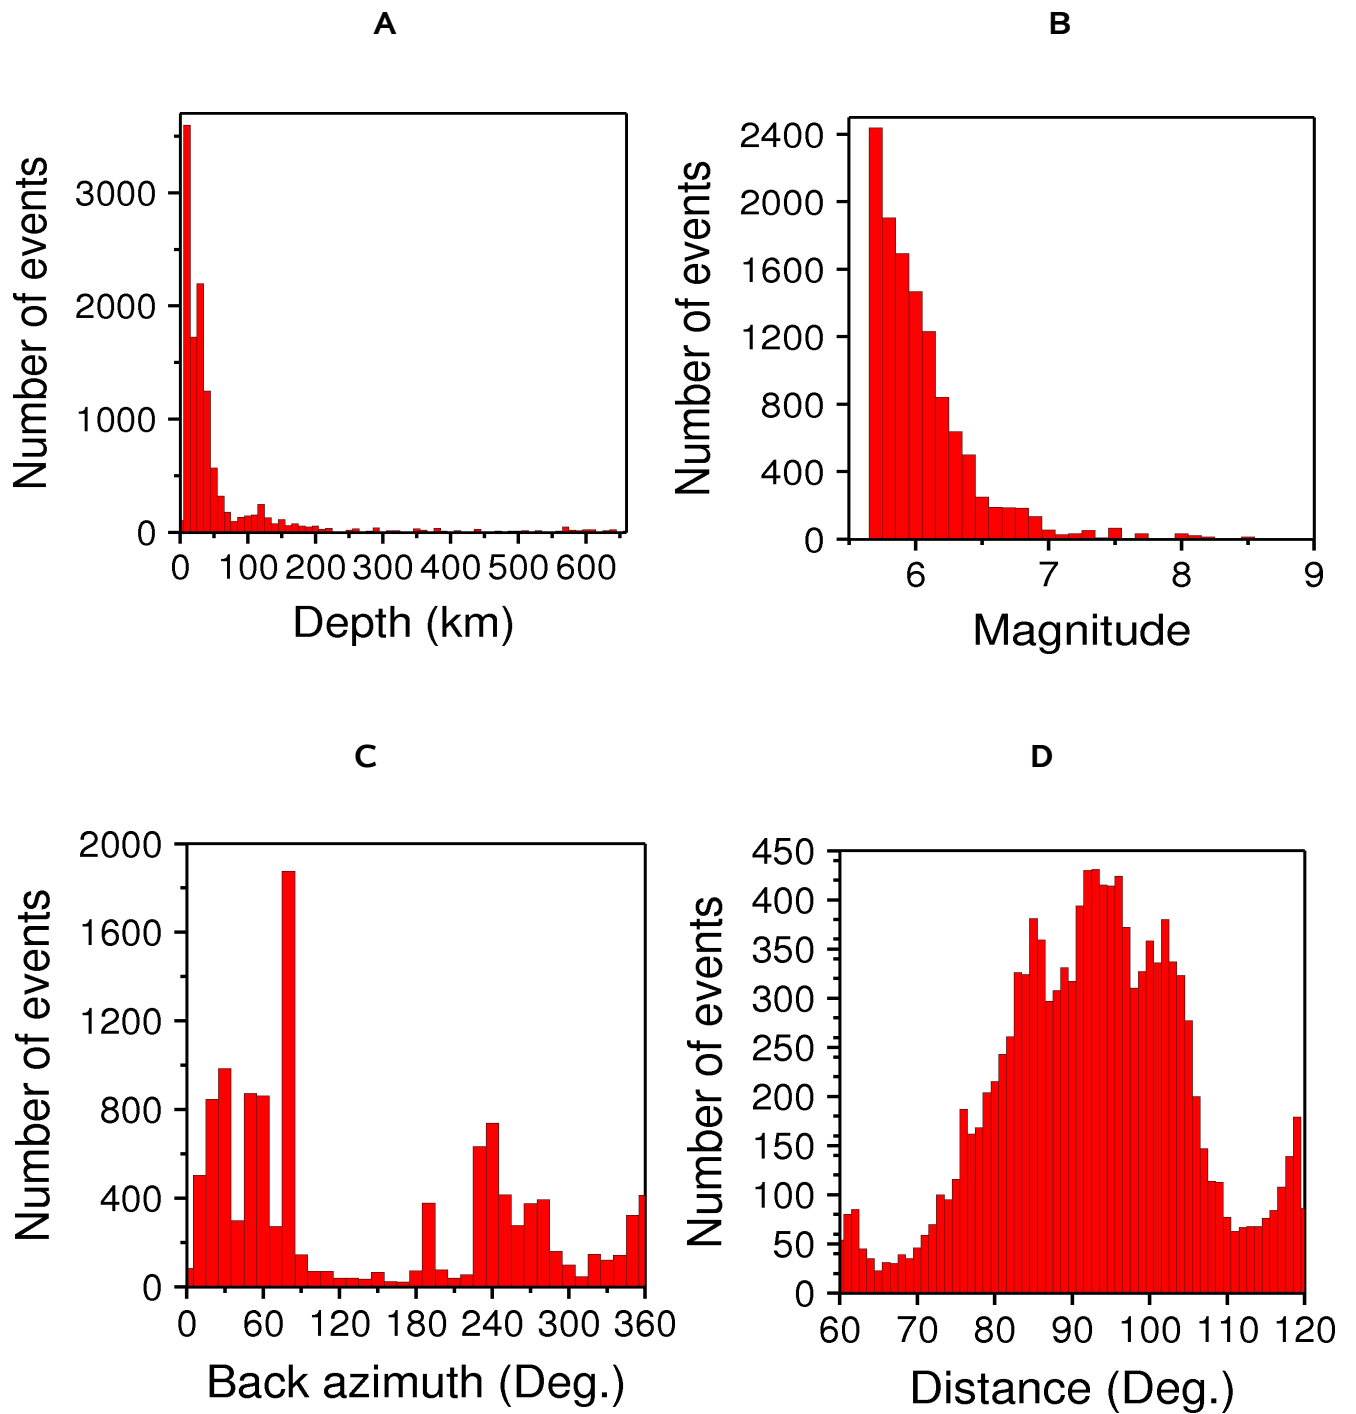 A
Number of events
3000
2000
1000
0
0 100 200 300 400 500 600
Depth (km)
B
Number of events
2400
2000
1600
1200
800
400
0
6 7 8 9
Magnitude
C
Number of events
2000
1600
1200
800
400
0
0 60 120 180 240 300 360
Back azimuth (Deg.)
D
Number of events
450
400
350
300
250
200
150
100
50
0
60 70 80 90 100 110 120
Distance (Deg.)